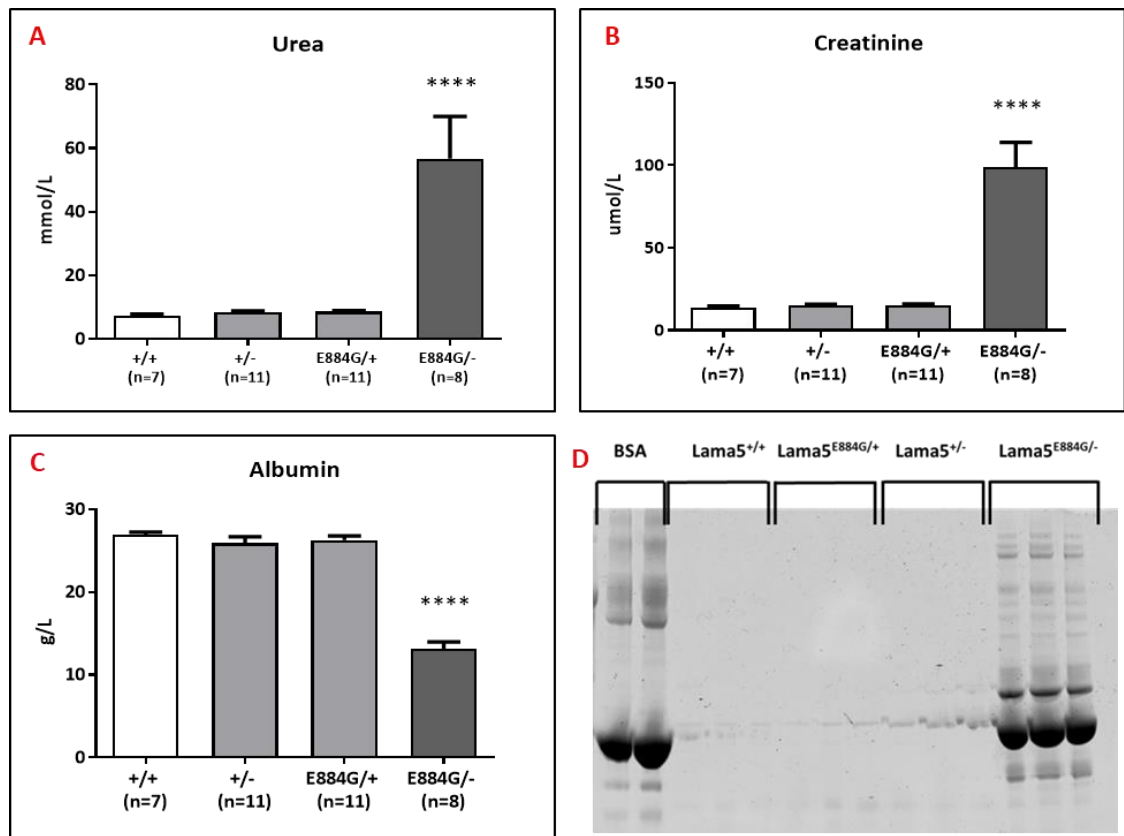 A
Urea
****
80
60
40
20
0
mmol/L
+/+ +/- E884G/+ E884G/-
(n=7) (n=11) (n=11) (n=8)
B
Creatinine
****
150
100
50
0
umol/L
+/+ +/- E884G/+ E884G/-
(n=7) (n=11) (n=11) (n=8)
C
Albumin
30
20
10
0
g/L
****
+/+ +/- E884G/+ E884G/-
(n=7) (n=11) (n=11) (n=8)
D
BSA Lama5+/+ Lama5E884G/+ Lama5+/- Lama5E884G/-